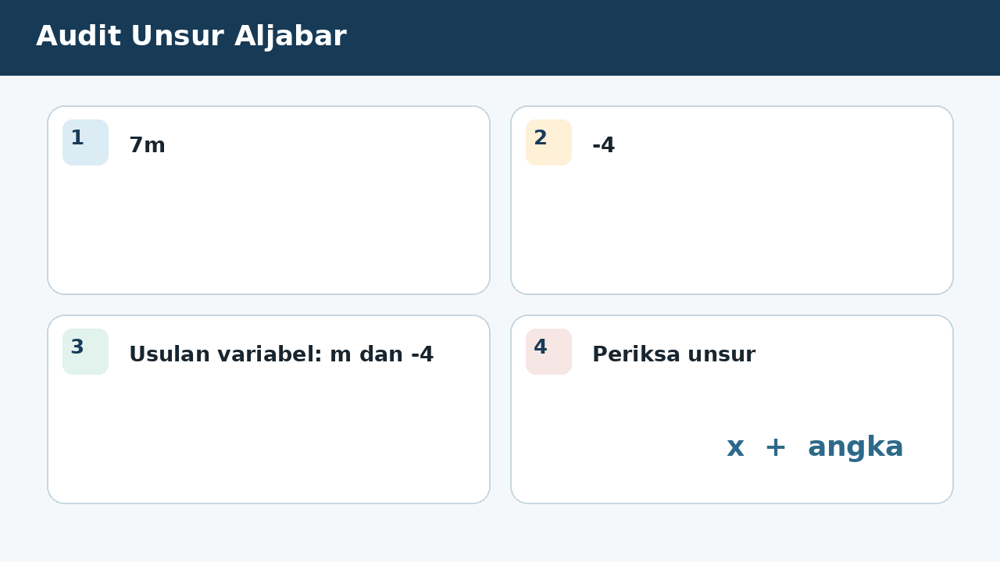 Audit Unsur Aljabar
1
7m
2
-4
3
Usulan variabel: m dan -4
4
Periksa unsur
x + angka